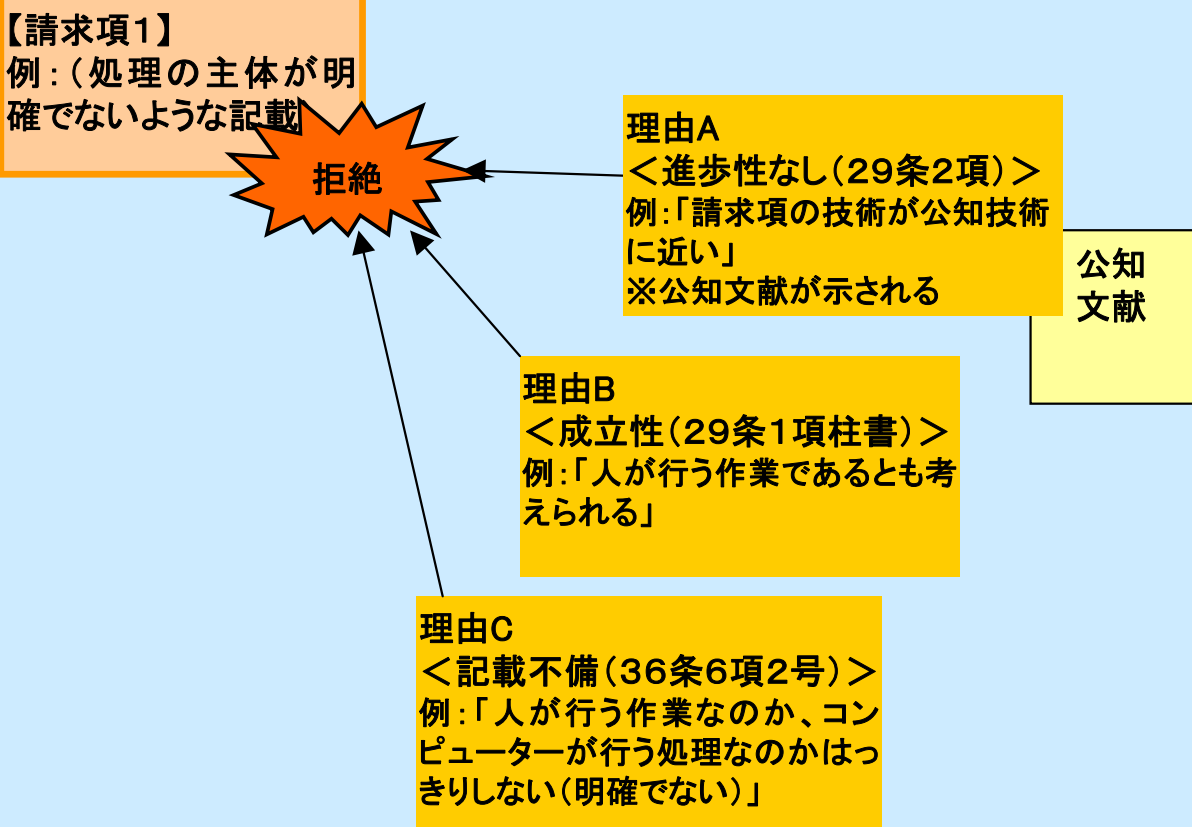 【請求項１】
例：（処理の主体が明
確でないような記載
拒絶
理由A
＜進歩性なし（２９条２項）＞
例：「請求項の技術が公知技術
に近い」
※公知文献が示される
公知
文献
理由B
＜成立性（２９条１項柱書）＞
例：「人が行う作業であるとも考
えられる」
理由C
＜記載不備（３６条６項２号）＞
例：「人が行う作業なのか、コン
ピューターが行う処理なのかはっ
きりしない（明確でない）」